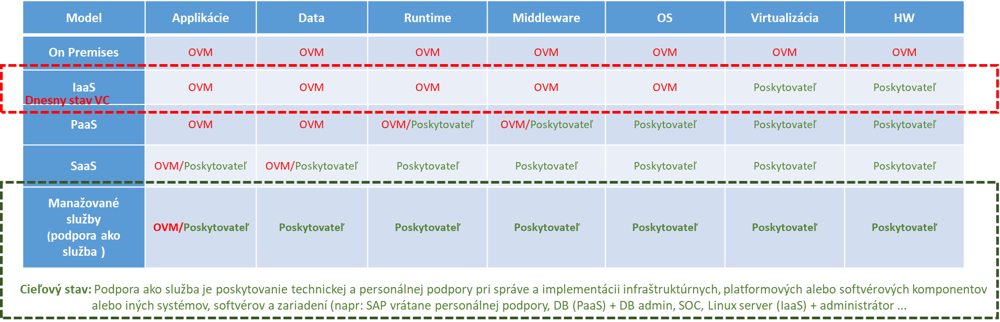 Model Applikácie Data Runtime Middleware OS Virtualizácia HW
On Premises OVM OVM OVM OVM OVM OVM OVM
IaaS OVM OVM OVM OVM OVM Poskytovateľ Poskytovateľ
Dnesny stav VC
PaaS OVM OVM OVM/Poskytovateľ OVM/Poskytovateľ Poskytovateľ Poskytovateľ Poskytovateľ
SaaS OVM/Poskytovateľ OVM/Poskytovateľ Poskytovateľ Poskytovateľ Poskytovateľ Poskytovateľ Poskytovateľ
Manažované
služby
(podpora ako
služba )
OVM/Poskytovateľ Poskytovateľ Poskytovateľ Poskytovateľ Poskytovateľ Poskytovateľ Poskytovateľ
Cieľový stav: Podpora ako služba je poskytovanie technickej a personálnej podpory pri správe a implementácii infraštruktúrnych, platformových alebo softvérových komponentov
alebo iných systémov, softvérov a zariadení (napr: SAP vrátane personálnej podpory, DB (PaaS) + DB admin, SOC, Linux server (IaaS) + administrátor ...